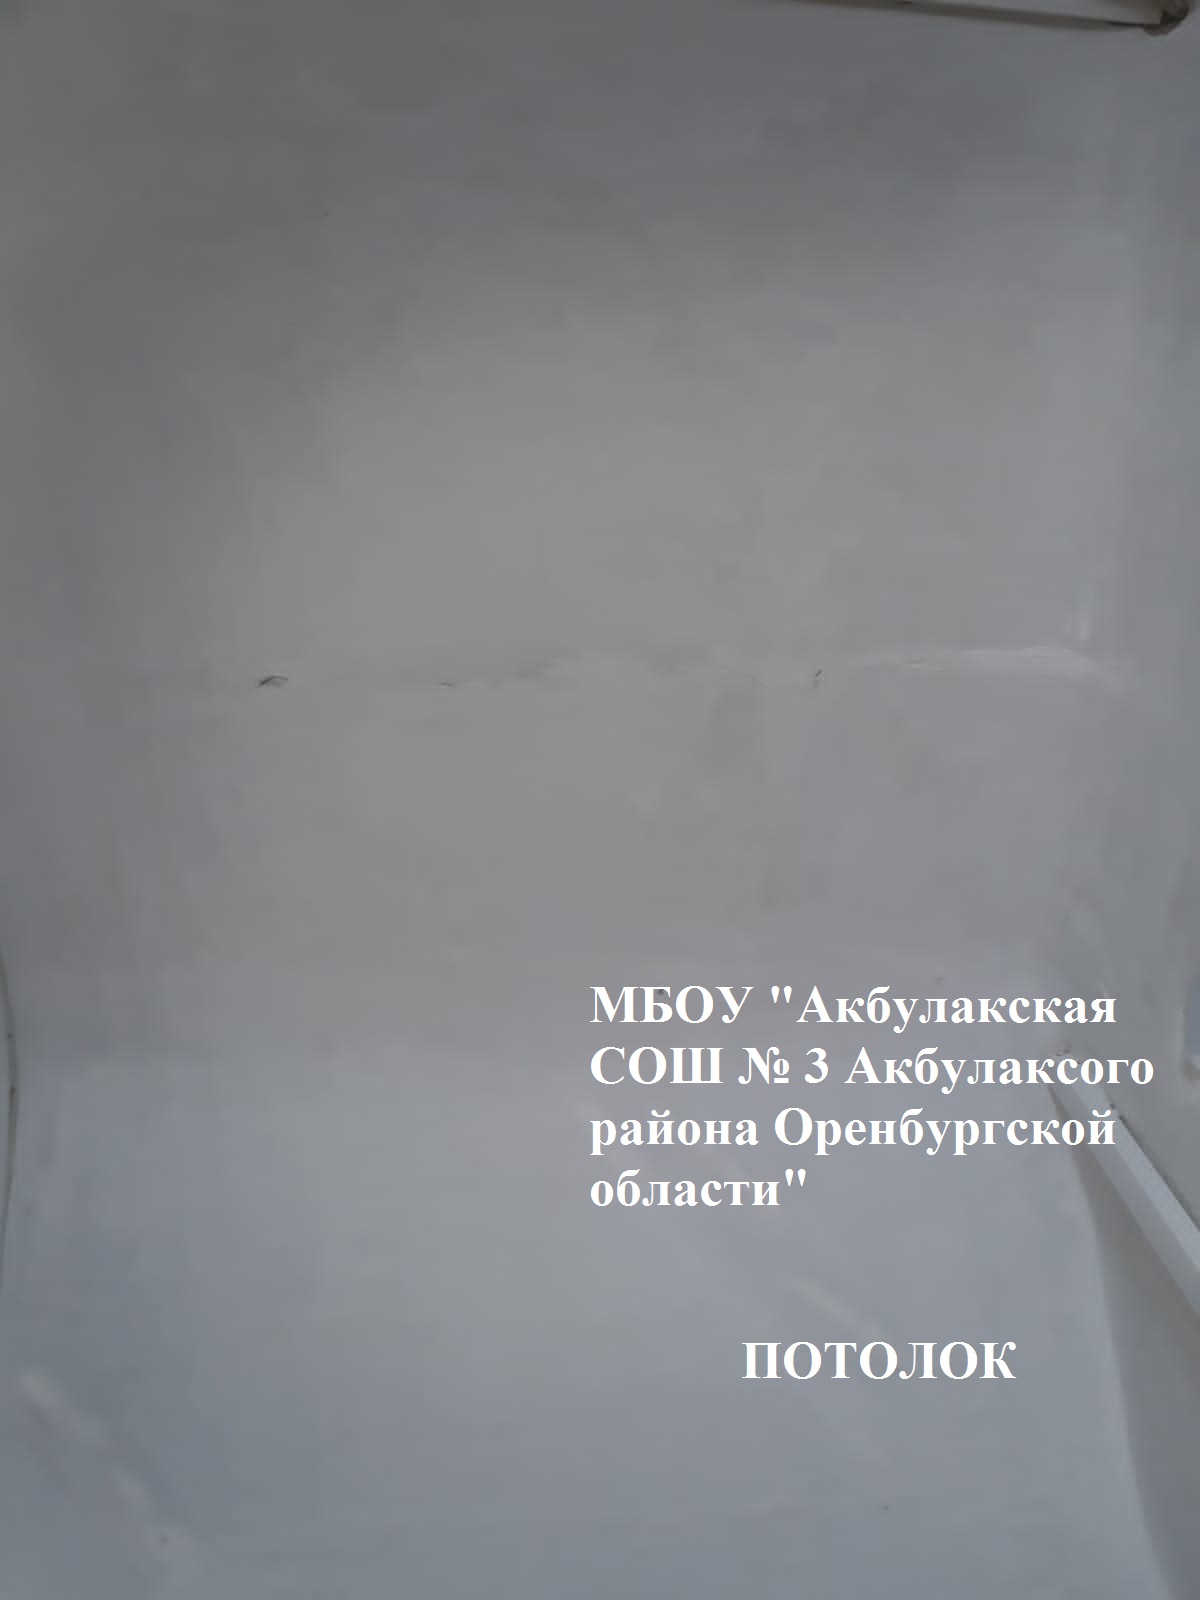 МБОУ "Акбулакская
СОШ № 3 Акбулаксого
района Оренбургской
области"
ПОТОЛОК